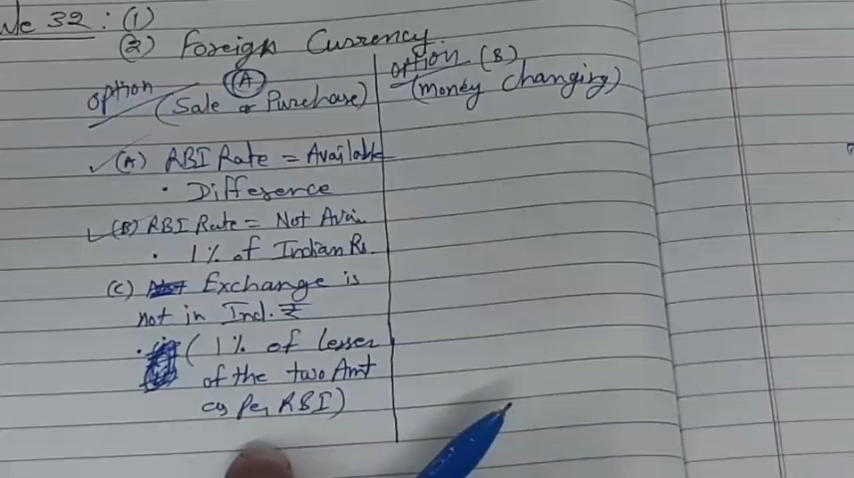 32 : (1)
(2) Foreign Currency.
Option (A)
(Sale or Purchase)
option (B)
(money changing)
(A) RBI Rate = Available
• Difference
(B) RBI Rate = Not Avai.
• 1% of Indian Rs.
(C) Exchange is
not in Ind. ₹
• ( 1% of lesser
of the two Amt
as Per RBI)